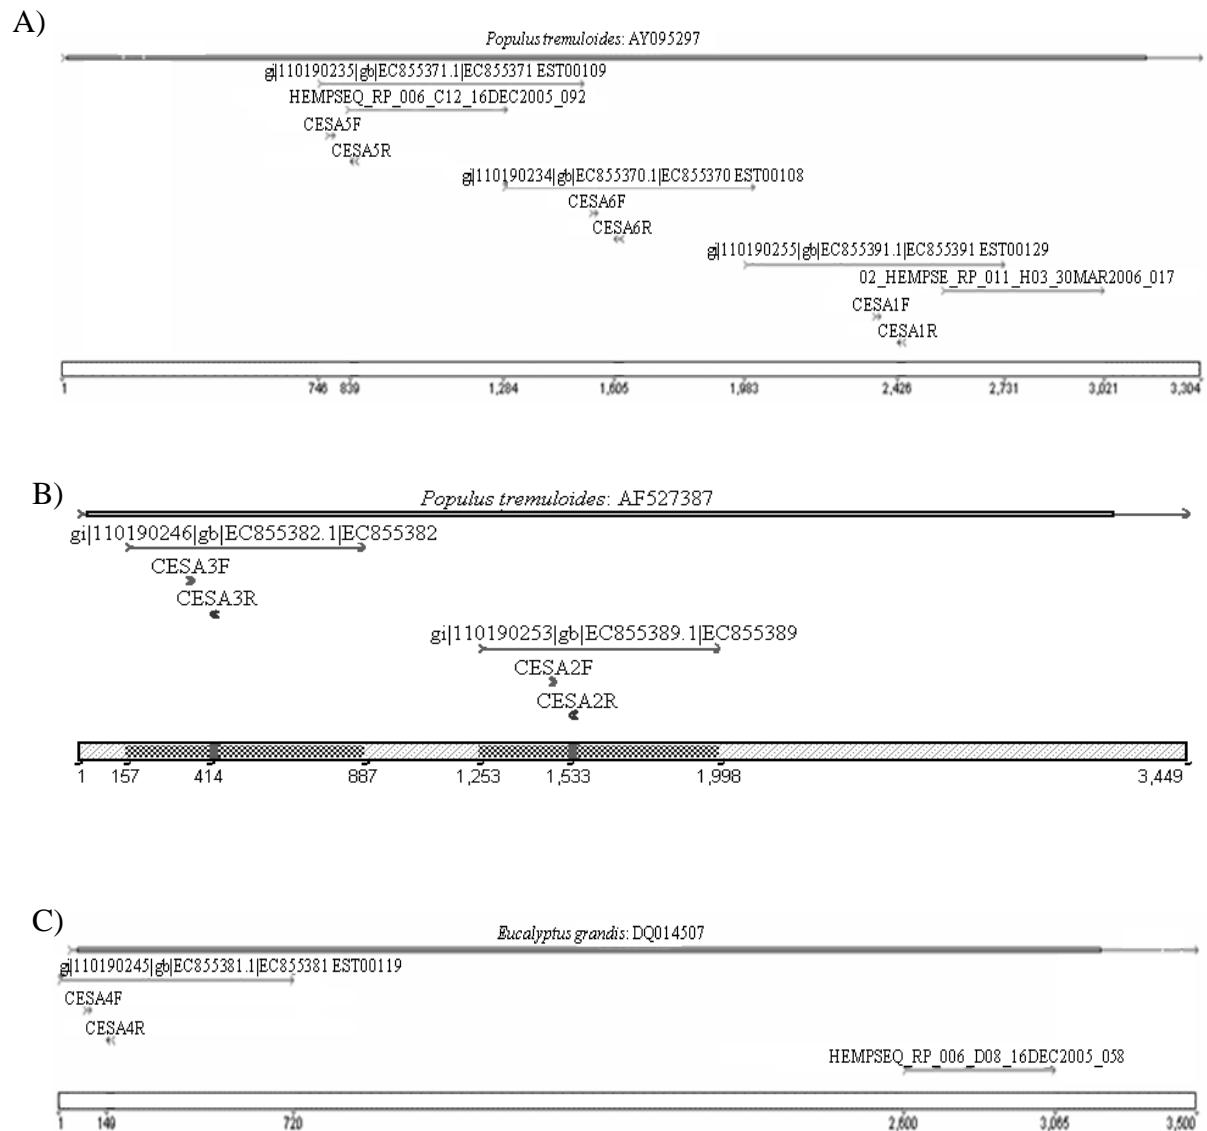 A)
Populus tremuloides: AY095297
gi|110190235|gb|EC855371.1|EC855371 EST00109
HEMPSEQ_RP_006_C12_16DEC2005_092
CESA5F
CESA5R
gi|110190234|gb|EC855370.1|EC855370 EST00108
CESA6F
CESA6R
gi|110190255|gb|EC855391.1|EC855391 EST00129
02_HEMPSE_RP_011_H03_30MAR2006_017
CESA1F
CESA1R
1 746 839 1,284 1,605 1,983 2,426 2,731 3,021 3,304
B)
Populus tremuloides: AF527387
gi|110190246|gb|EC855382.1|EC855382
CESA3F
CESA3R
gi|110190253|gb|EC855389.1|EC855389
CESA2F
CESA2R
1 157 414 887 1,253 1,533 1,998 3,449
C)
Eucalyptus grandis: DQ014507
gi|110190245|gb|EC855381.1|EC855381 EST00119
CESA4F
CESA4R
HEMPSEQ_RP_006_D08_16DEC2005_058
1 149 720 2,600 3,065 3,500